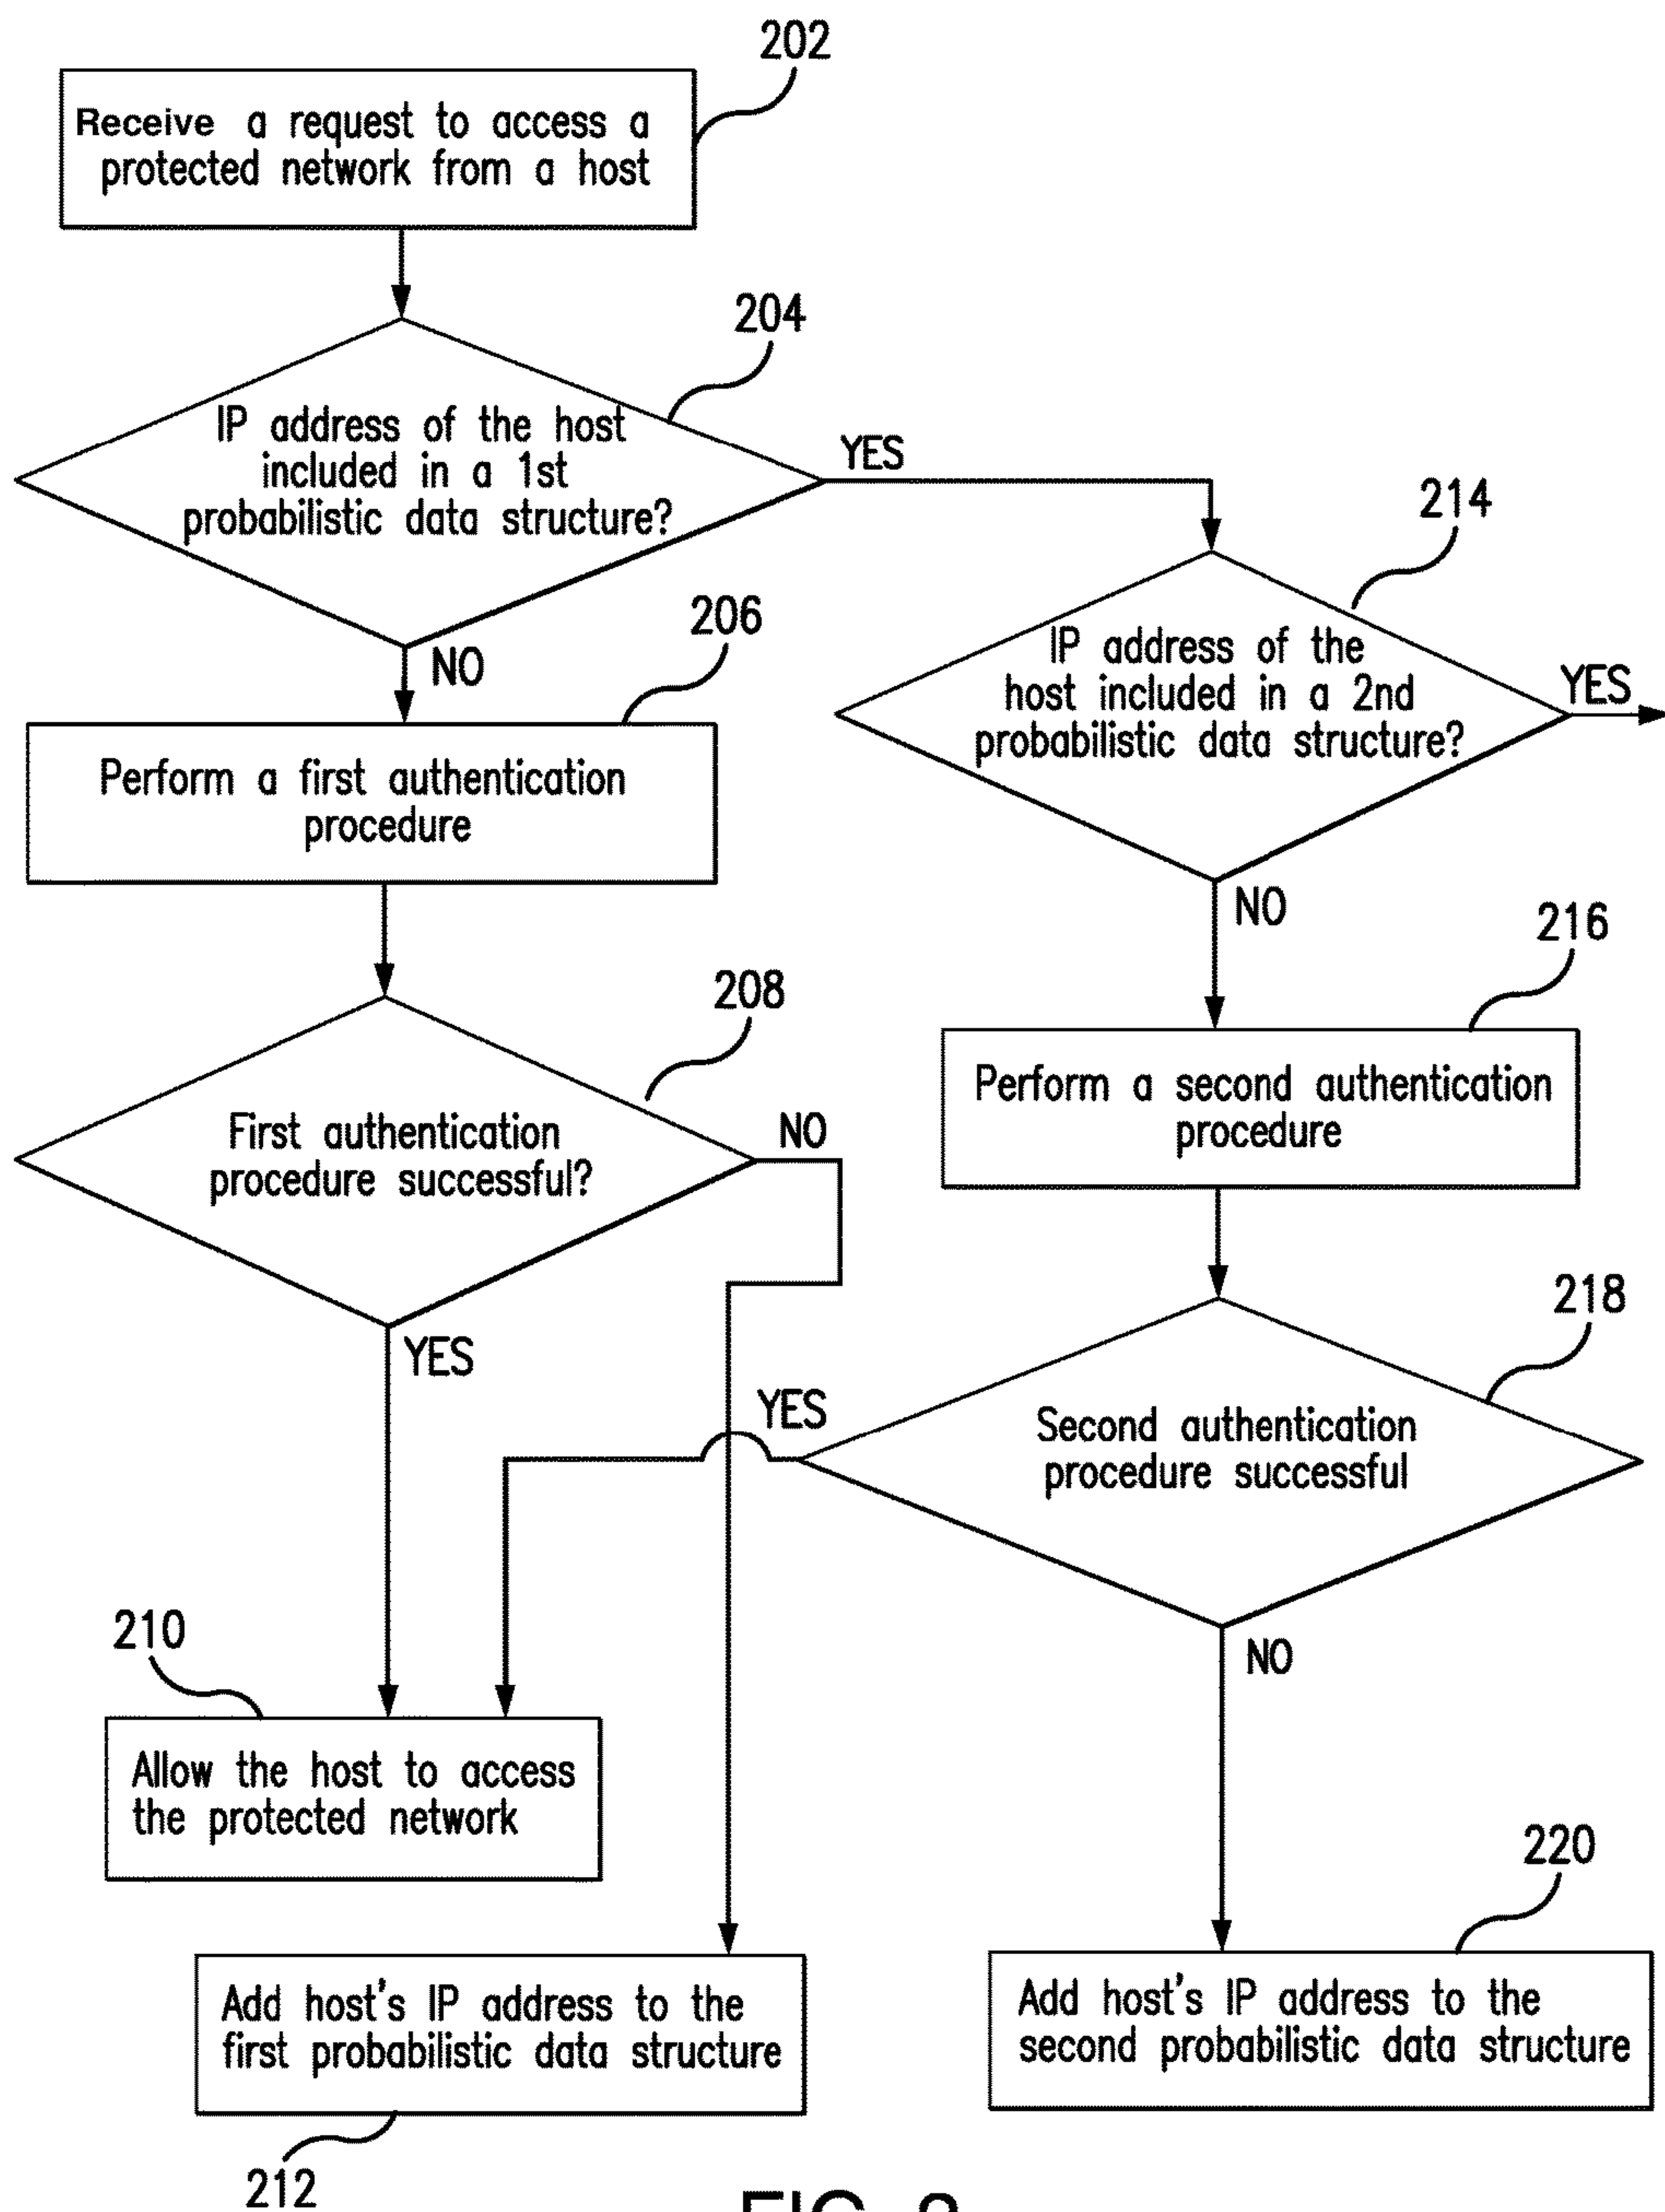 202
Receive a request to access a
protected network from a host
204
IP address of the host
included in a 1st
probabilistic data structure?
YES
NO
214
IP address of the
host included in a 2nd
probabilistic data structure?
YES
NO
206
Perform a first authentication
procedure
216
Perform a second authentication
procedure
208
First authentication
procedure successful?
NO
YES
218
Second authentication
procedure successful
YES
NO
210
Allow the host to access
the protected network
220
Add host's IP address to the
first probabilistic data structure
212
Add host's IP address to the
second probabilistic data structure
FIG.